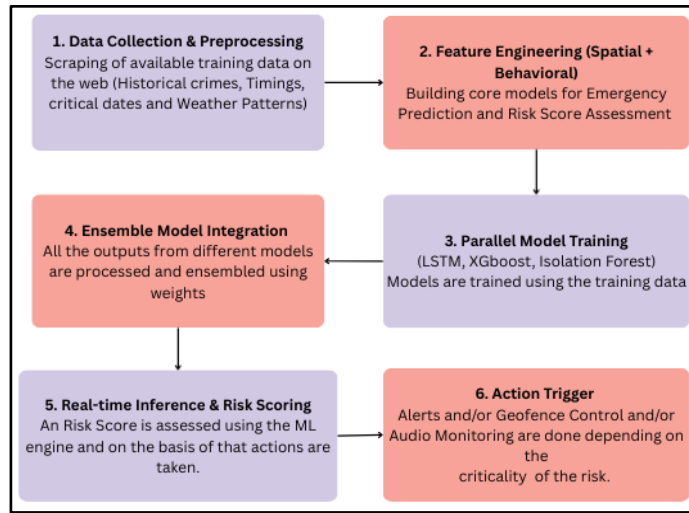 1. Data Collection & Preprocessing
Scraping of available training data on
the web (Historical crimes, Timings,
critical dates and Weather Patterns)
2. Feature Engineering (Spatial +
Behavioral)
Building core models for Emergency
Prediction and Risk Score Assessment
3. Parallel Model Training
(LSTM, XGboost, Isolation Forest)
Models are trained using the training data
4. Ensemble Model Integration
All the outputs from different models
are processed and ensembled using
weights
5. Real-time Inference & Risk Scoring
An Risk Score is assessed using the ML
engine and on the basis of that actions are
taken.
6. Action Trigger
Alerts and/or Geofence Control and/or
Audio Monitoring are done depending on
the
criticality of the risk.